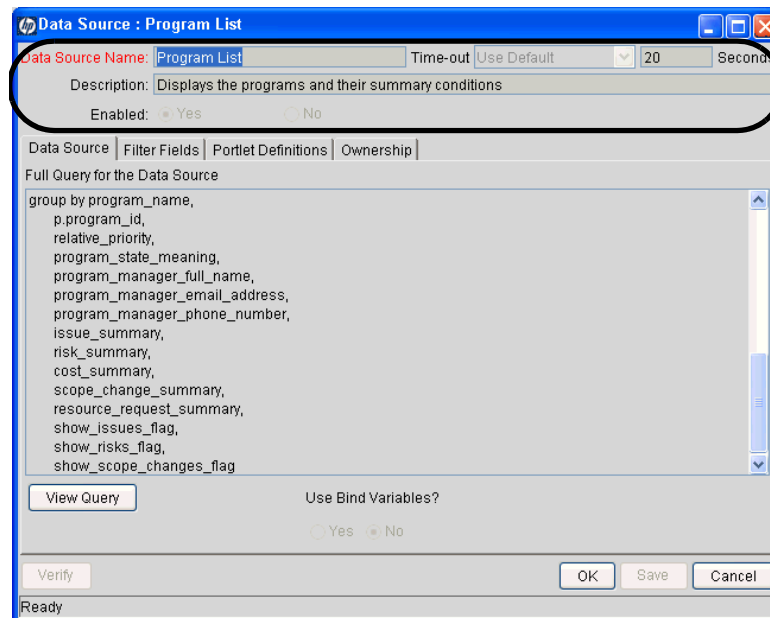 hp Data Source : Program List
Data Source Name: Program List Time-out Use Default 20 Seconds
Description: Displays the programs and their summary conditions
Enabled: Yes No
Data Source Filter Fields Portlet Definitions Ownership
Full Query for the Data Source
group by program_name,
p.program_id,
relative_priority,
program_state_meaning,
program_manager_full_name,
program_manager_email_address,
program_manager_phone_number,
issue_summary,
risk_summary,
cost_summary,
scope_change_summary,
resource_request_summary,
show_issues_flag,
show_risks_flag,
show_scope_changes_flag
View Query Use Bind Variables?
Yes No
Verify OK Save Cancel
Ready